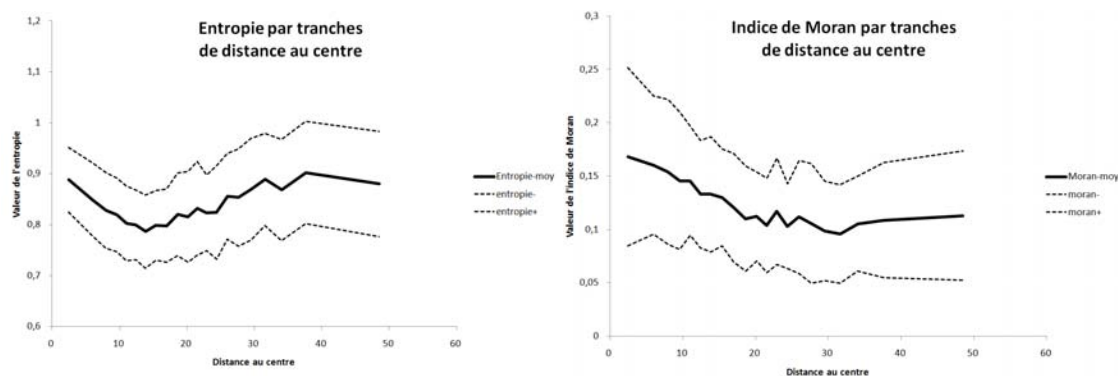 Entropie par tranches
de distance au centre
Valeur de l'entropie
1,2
1,1
1
0,9
0,8
0,7
0,6
0
10
20
30
40
50
60
Distance au centre
Entropie-moy
entropie-
entropie+
Indice de Moran par tranches
de distance au centre
Valeur de l'indice de Moran
0,3
0,25
0,2
0,15
0,1
0,05
0
0
10
20
30
40
50
60
Distance au centre
Moran-moy
moran-
moran+